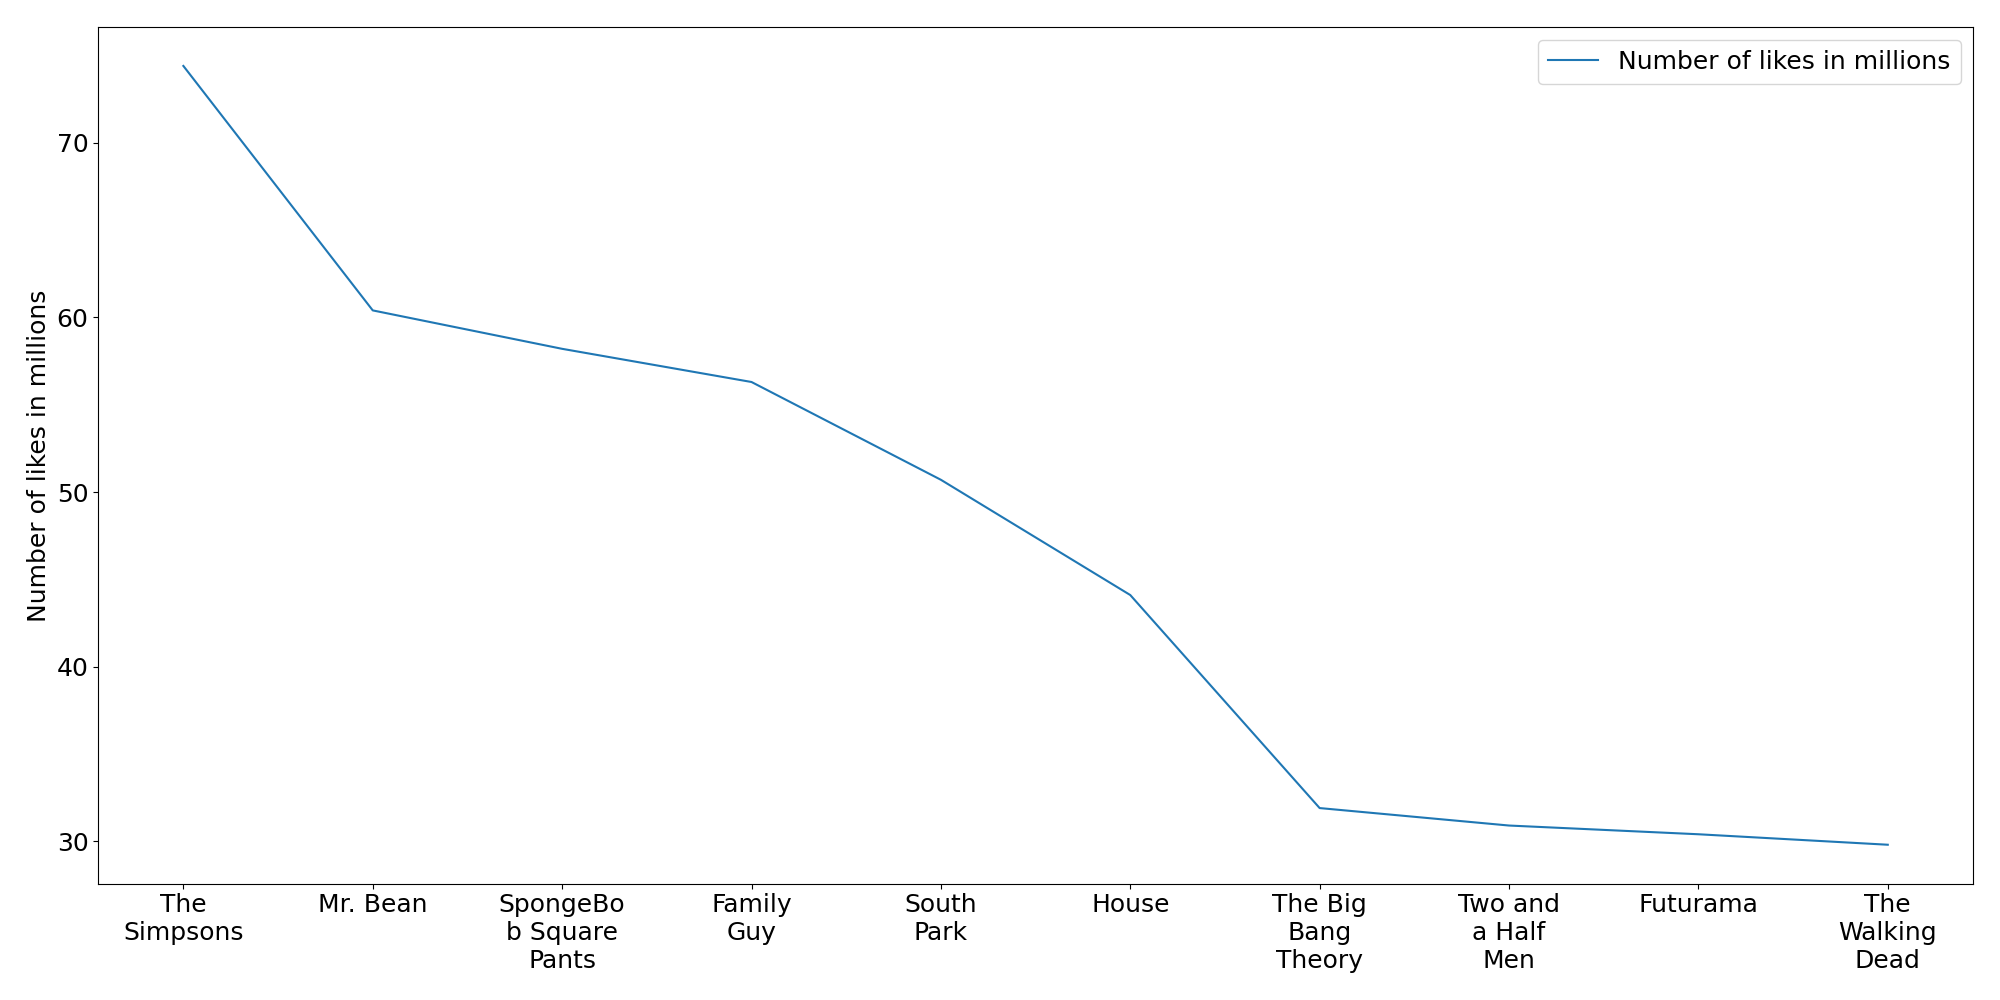 Number of likes in millions
Number of likes in millions
70
60
50
40
30
The
Simpsons
Mr. Bean
SpongeBo
b Square
Pants
Family
Guy
South
Park
House
The Big
Bang
Theory
Two and
a Half
Men
Futurama
The
Walking
Dead